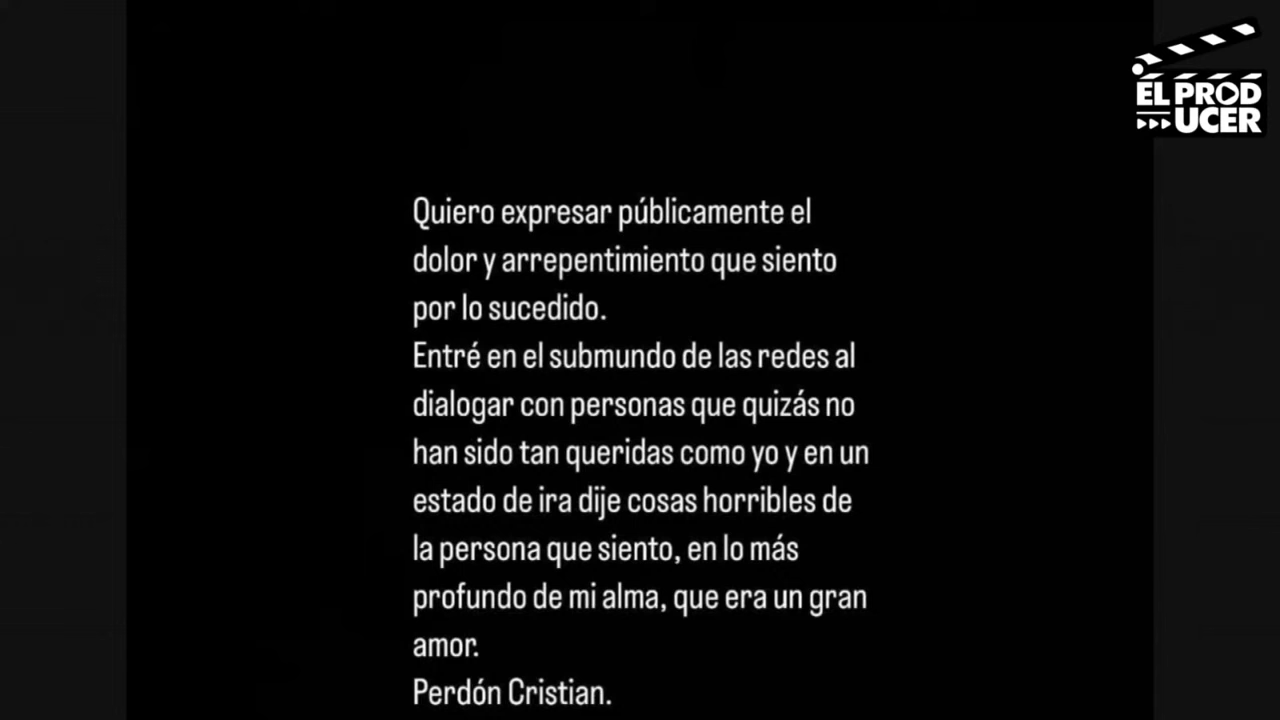 EL PROD
UCER
Quiero expresar públicamente el
dolor y arrepentimiento que siento
por lo sucedido.
Entré en el submundo de las redes al
dialogar con personas que quizás no
han sido tan queridas como yo y en un
estado de ira dije cosas horribles de
la persona que siento, en lo más
profundo de mi alma, que era un gran
amor.
Perdón Cristian.